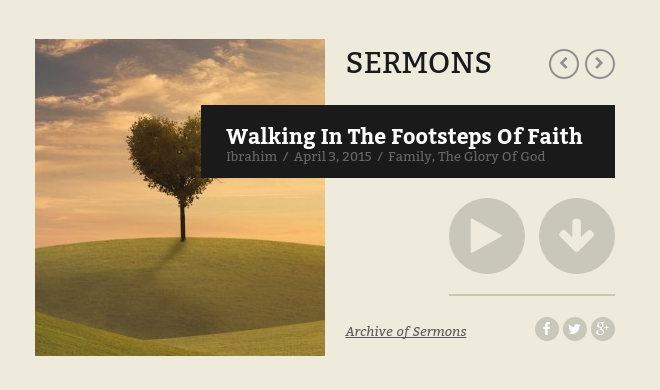 SERMONS
Walking In The Footsteps Of Faith
Ibrahim / April 3, 2015 / Family, The Glory Of God
Archive of Sermons